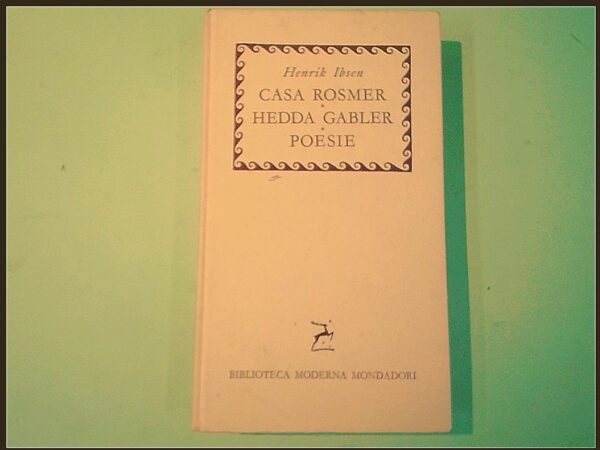 Henrik Ibsen
CASA ROSMER
HEDDA GABLER
POESIE
BIBLIOTECA MODERNA MONDADORI